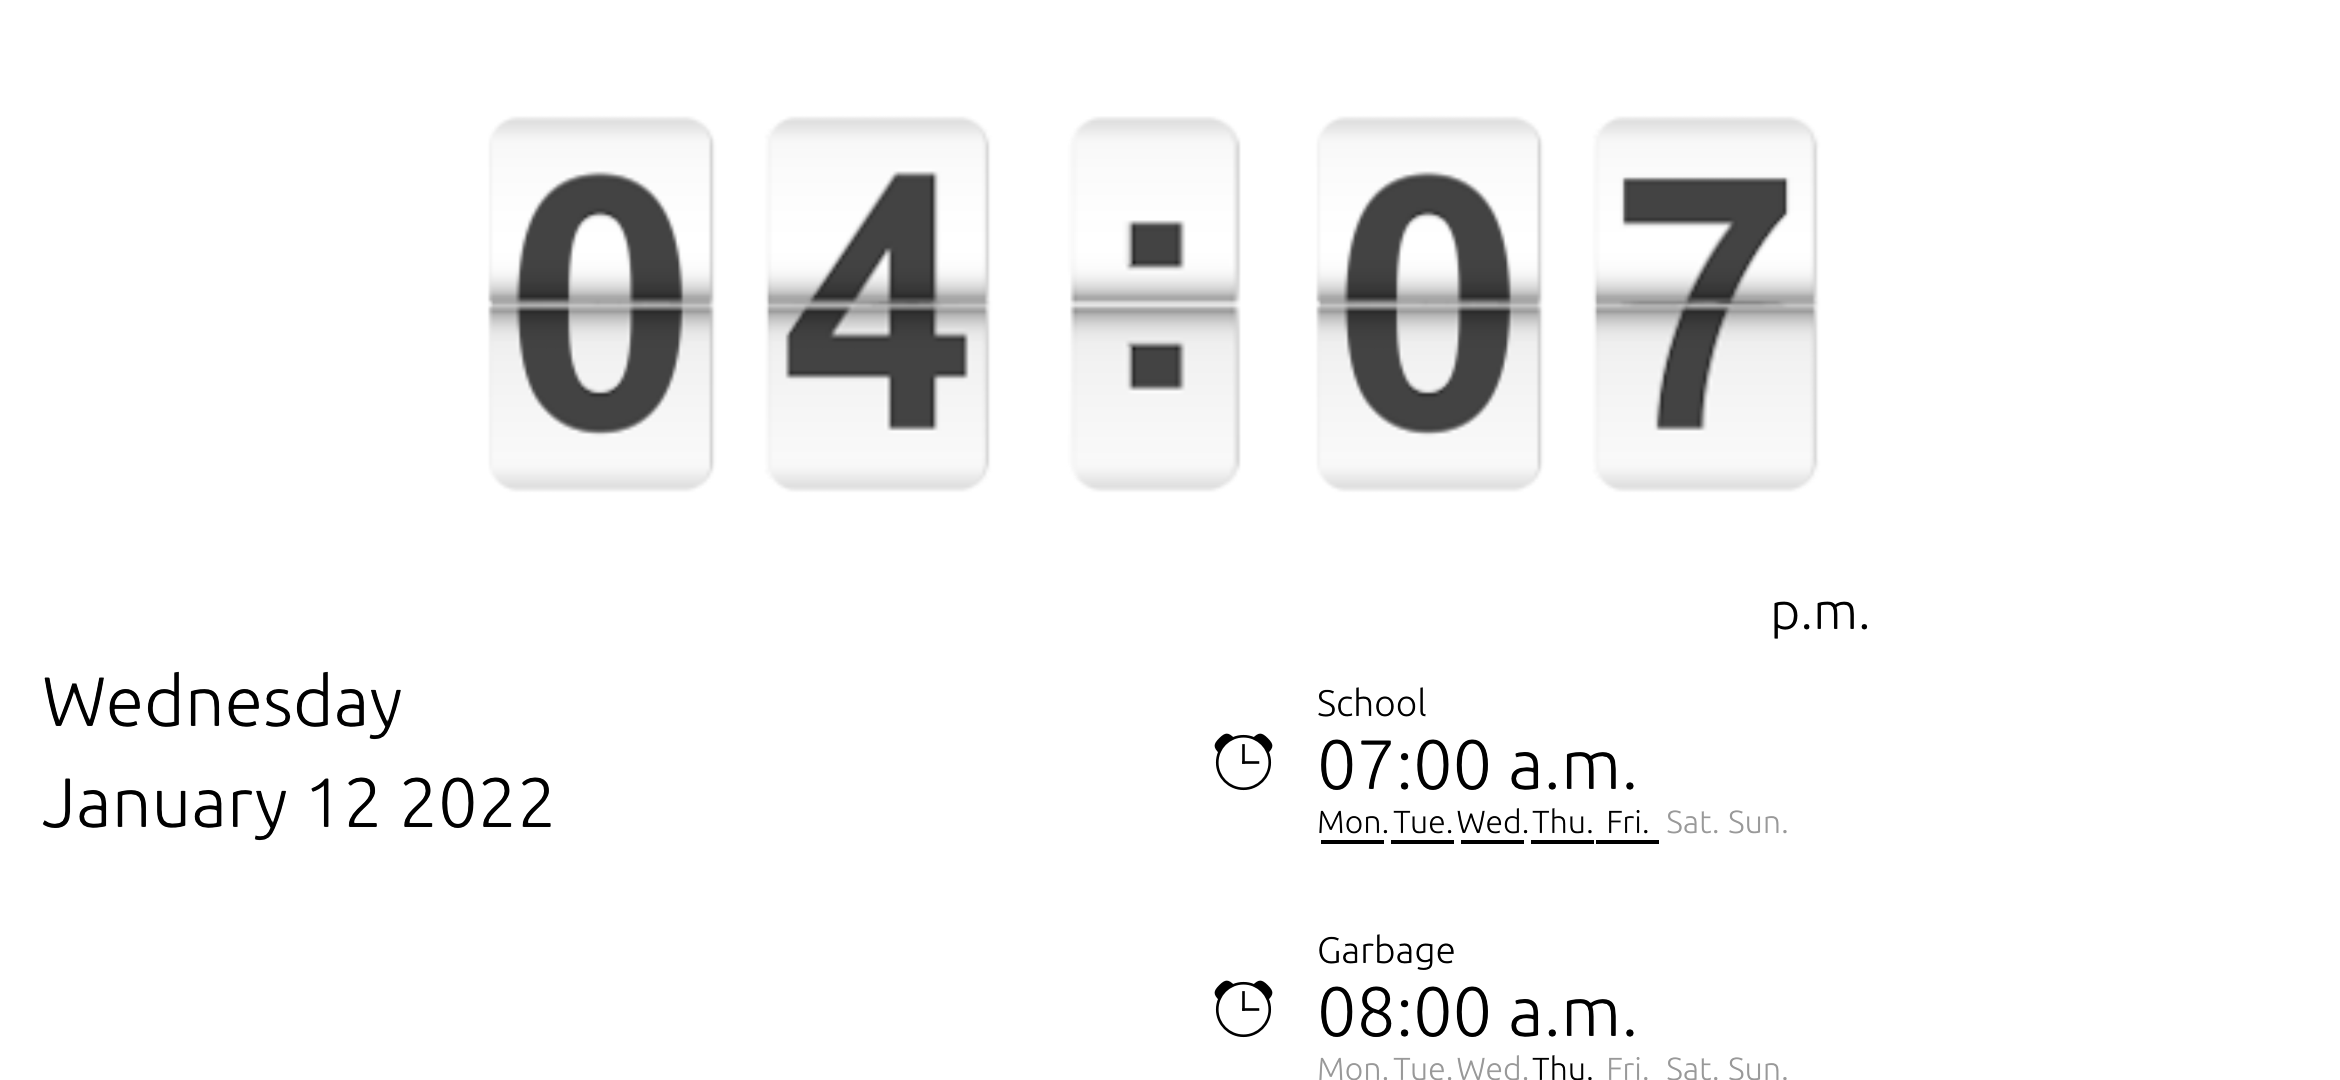 04:07
p.m.
Wednesday
January 12 2022
School
07:00 a.m.
Mon. Tue. Wed. Thu. Fri. Sat. Sun.
Garbage
08:00 a.m.
Mon. Tue. Wed. Thu. Fri. Sat. Sun.